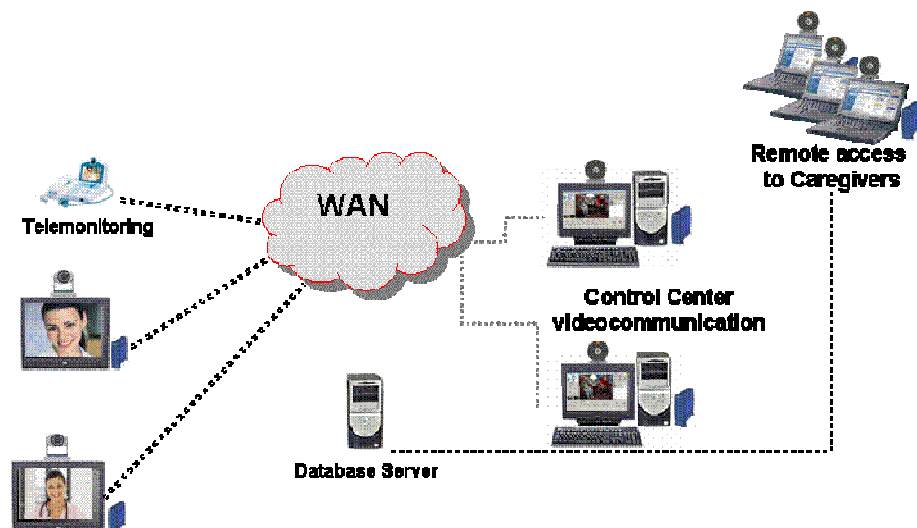 Remote access
to Caregivers
WAN
Telemonitoring
Control Center
videocommunication
Database Server